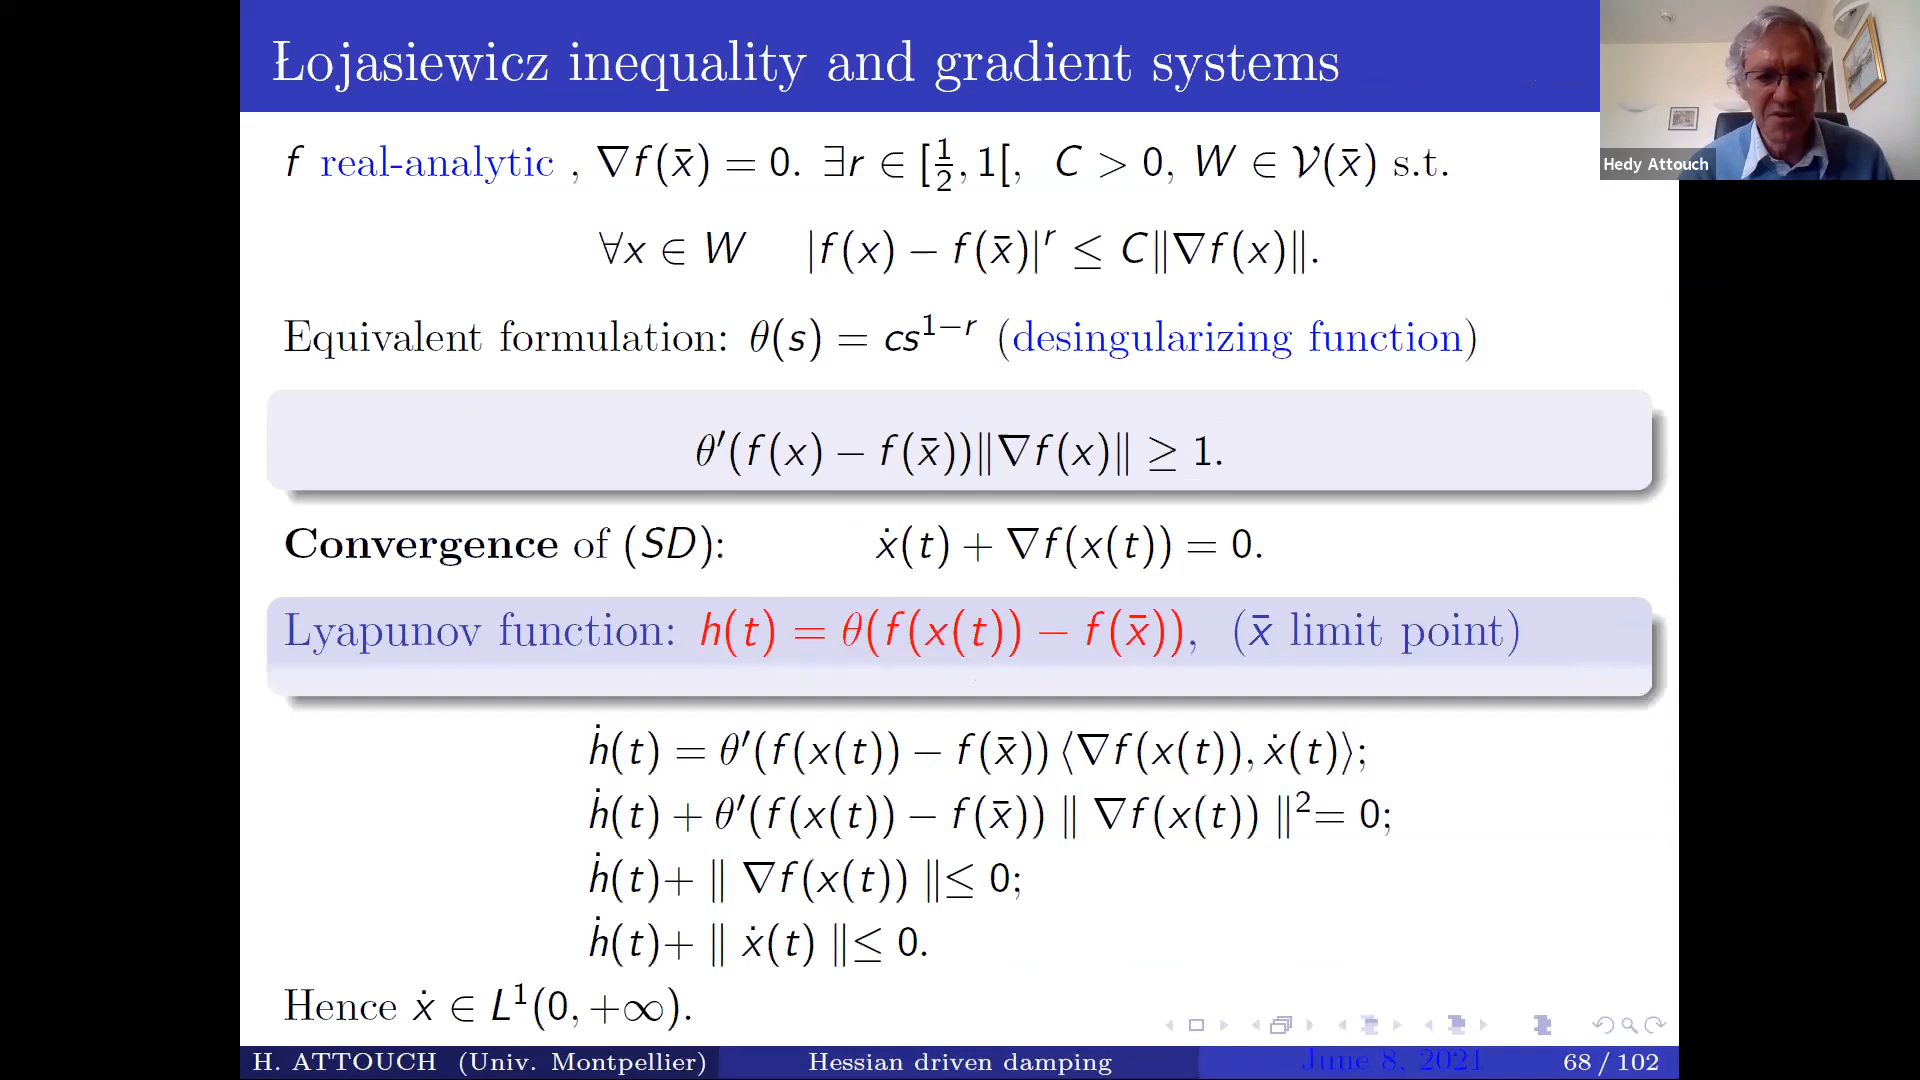 Łojasiewicz inequality and gradient systems
Hedy Attouch
f real-analytic , ∇f(x̄) = 0. ∃r ∈ [1/2, 1[, C > 0, W ∈ 𝒱(x̄) s.t.
∀x ∈ W |f(x) − f(x̄)|^r ≤ C‖∇f(x)‖.
Equivalent formulation: θ(s) = cs^{1−r} (desingularizing function)
θ′(f(x) − f(x̄))‖∇f(x)‖ ≥ 1.
Convergence of (SD): ẋ(t) + ∇f(x(t)) = 0.
Lyapunov function: h(t) = θ(f(x(t)) − f(x̄)), (x̄ limit point)
ḣ(t) = θ′(f(x(t)) − f(x̄)) ⟨∇f(x(t)), ẋ(t)⟩;
ḣ(t) + θ′(f(x(t)) − f(x̄)) ‖ ∇f(x(t)) ‖²= 0;
ḣ(t)+ ‖ ∇f(x(t)) ‖≤ 0;
ḣ(t)+ ‖ ẋ(t) ‖≤ 0.
Hence ẋ ∈ L¹(0, +∞).
H. ATTOUCH (Univ. Montpellier) Hessian driven damping June 8, 2021 68 / 102